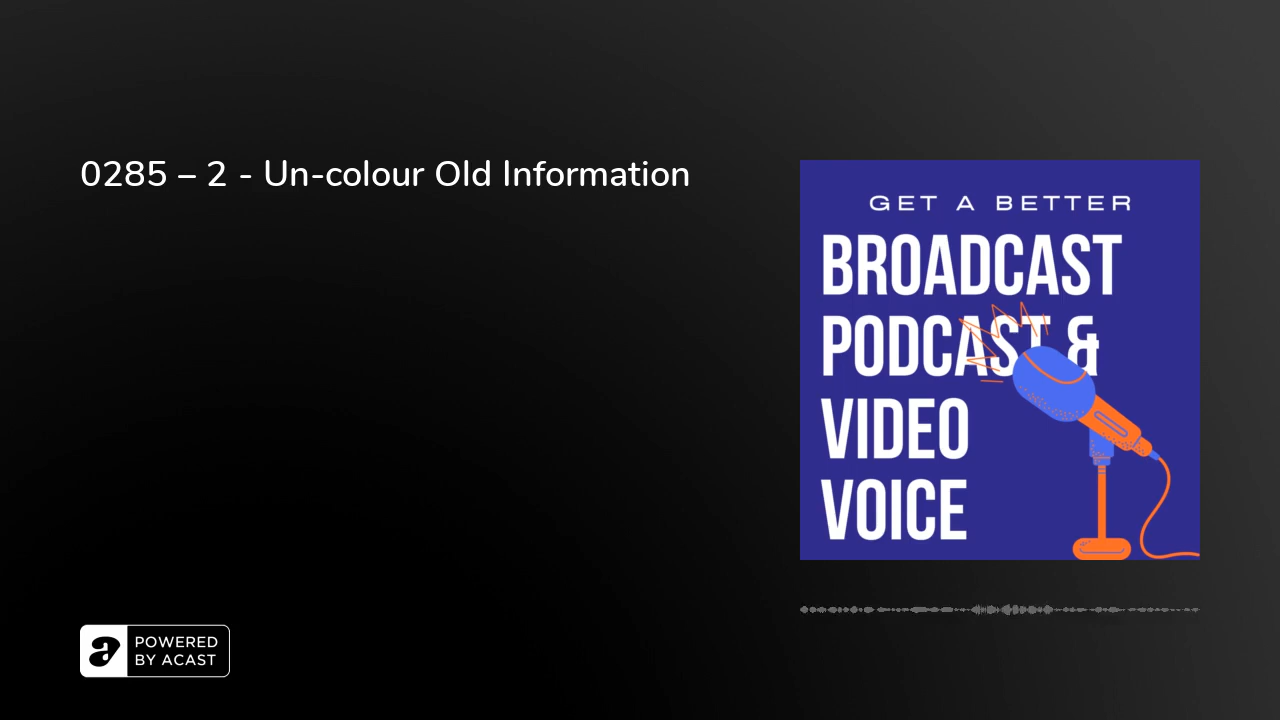 0285 – 2 - Un-colour Old Information
GET A BETTER
BROADCAST
PODCAST &
VIDEO
VOICE
a POWERED
BY ACAST